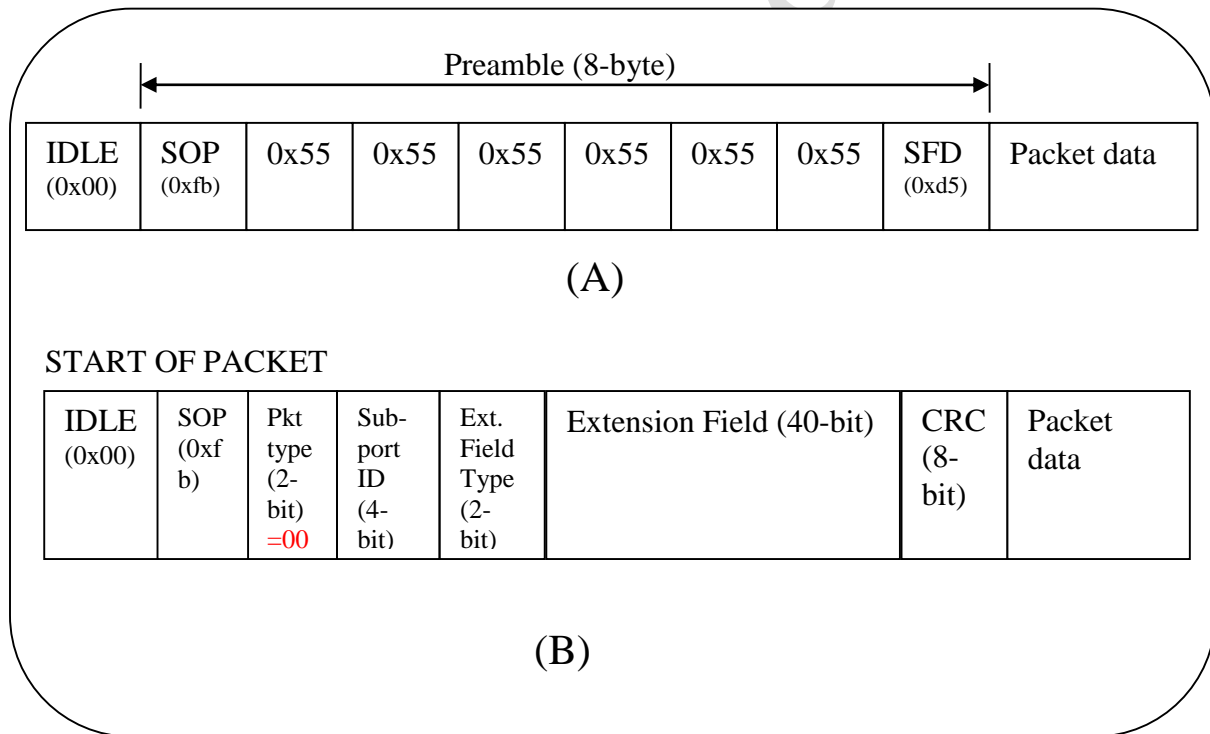 Preamble (8-byte)
IDLE
(0x00)
SOP
(0xfb)
0x55
0x55
0x55
0x55
0x55
0x55
SFD
(0xd5)
Packet data
(A)
START OF PACKET
IDLE
(0x00)
SOP
(0xf
b)
Pkt
type
(2-
bit)
=00
Sub-
port
ID
(4-
bit)
Ext.
Field
Type
(2-
bit)
Extension Field (40-bit)
CRC
(8-
bit)
Packet
data
(B)